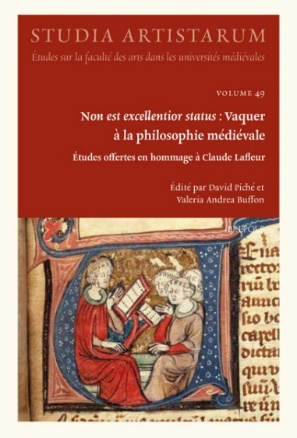 STUDIA ARTISTARUM
Études sur la faculté des arts dans les universités médiévales
VOLUME 49
Non est excellentior status : Vaquer
à la philosophie médiévale
Études offertes en hommage à Claude Lafleur
Édité par David Piché et
Valeria Andrea Buffon
BREPOLS